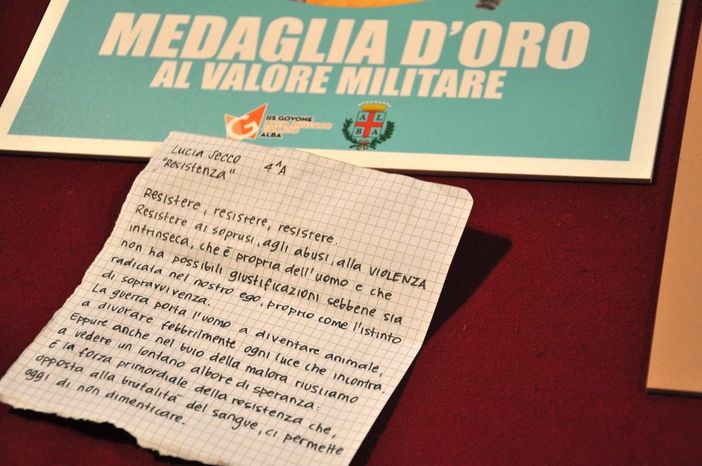 MEDAGLIA D'ORO
AL VALORE MILITARE
IIS GOVONE
ALBA
ALBA
LUCIA SECCO 4^A
"RESISTENZA"
RESISTERE, RESISTERE, RESISTERE.
RESISTERE AI SOPRUSI, AGLI ABUSI, ALLA VIOLENZA
INTRINSECA, CHE È PROPRIA DELL'UOMO E CHE
NON HA POSSIBILI GIUSTIFICAZIONI SEBBENE SIA
RADICATA NEL NOSTRO EGO, PROPRIO COME L'ISTINTO
DI SOPRAVVIVENZA.
LA GUERRA PORTA L'UOMO A DIVENTARE ANIMALE,
A DIVORARE FEBBRILMENTE OGNI LUCE CHE INCONTRA.
EPPURE ANCHE NEL BUIO DELLA MALORA RIUSCIAMO
A VEDERE UN LONTANO ALBORE DI SPERANZA:
È LA FORZA PRIMORDIALE DELLA RESISTENZA CHE,
OPPOSTA ALLA BRUTALITÀ DEL SANGUE, CI PERMETTE
OGGI DI NON DIMENTICARE.